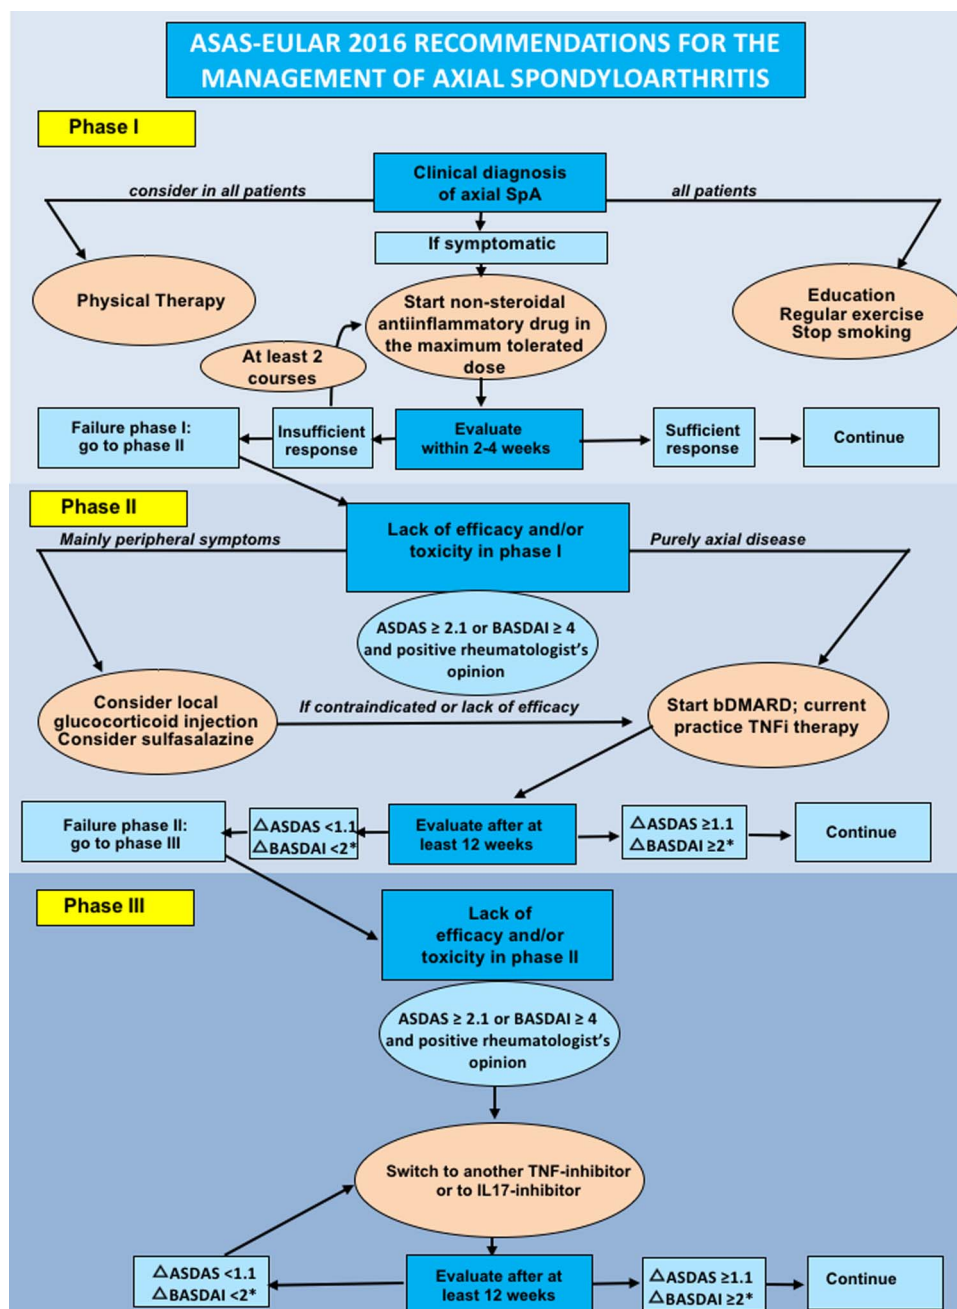 ASAS-EULAR 2016 RECOMMENDATIONS FOR THE
MANAGEMENT OF AXIAL SPONDYLOARTHRITIS
Phase I
Clinical diagnosis
of axial SpA
consider in all patients
all patients
If symptomatic
Physical Therapy
Start non-steroidal
antiinflammatory drug in
the maximum tolerated
dose
Education
Regular exercise
Stop smoking
At least 2
courses
Failure phase I:
go to phase II
Insufficient
response
Evaluate
within 2-4 weeks
Sufficient
response
Continue
Phase II
Lack of efficacy and/or
toxicity in phase I
Mainly peripheral symptoms
Purely axial disease
ASDAS ≥ 2.1 or BASDAI ≥ 4
and positive rheumatologist's
opinion
Consider local
glucocorticoid injection
Consider sulfasalazine
If contraindicated or lack of efficacy
Start bDMARD; current
practice TNFi therapy
Failure phase II:
go to phase III
△ASDAS <1.1
△BASDAI <2*
Evaluate after at
least 12 weeks
△ASDAS ≥1.1
△BASDAI ≥2*
Continue
Phase III
Lack of
efficacy and/or
toxicity in phase II
ASDAS ≥ 2.1 or BASDAI ≥ 4
and positive rheumatologist's
opinion
Switch to another TNF-inhibitor
or to IL17-inhibitor
△ASDAS <1.1
△BASDAI <2*
Evaluate after at
least 12 weeks
△ASDAS ≥1.1
△BASDAI ≥2*
Continue